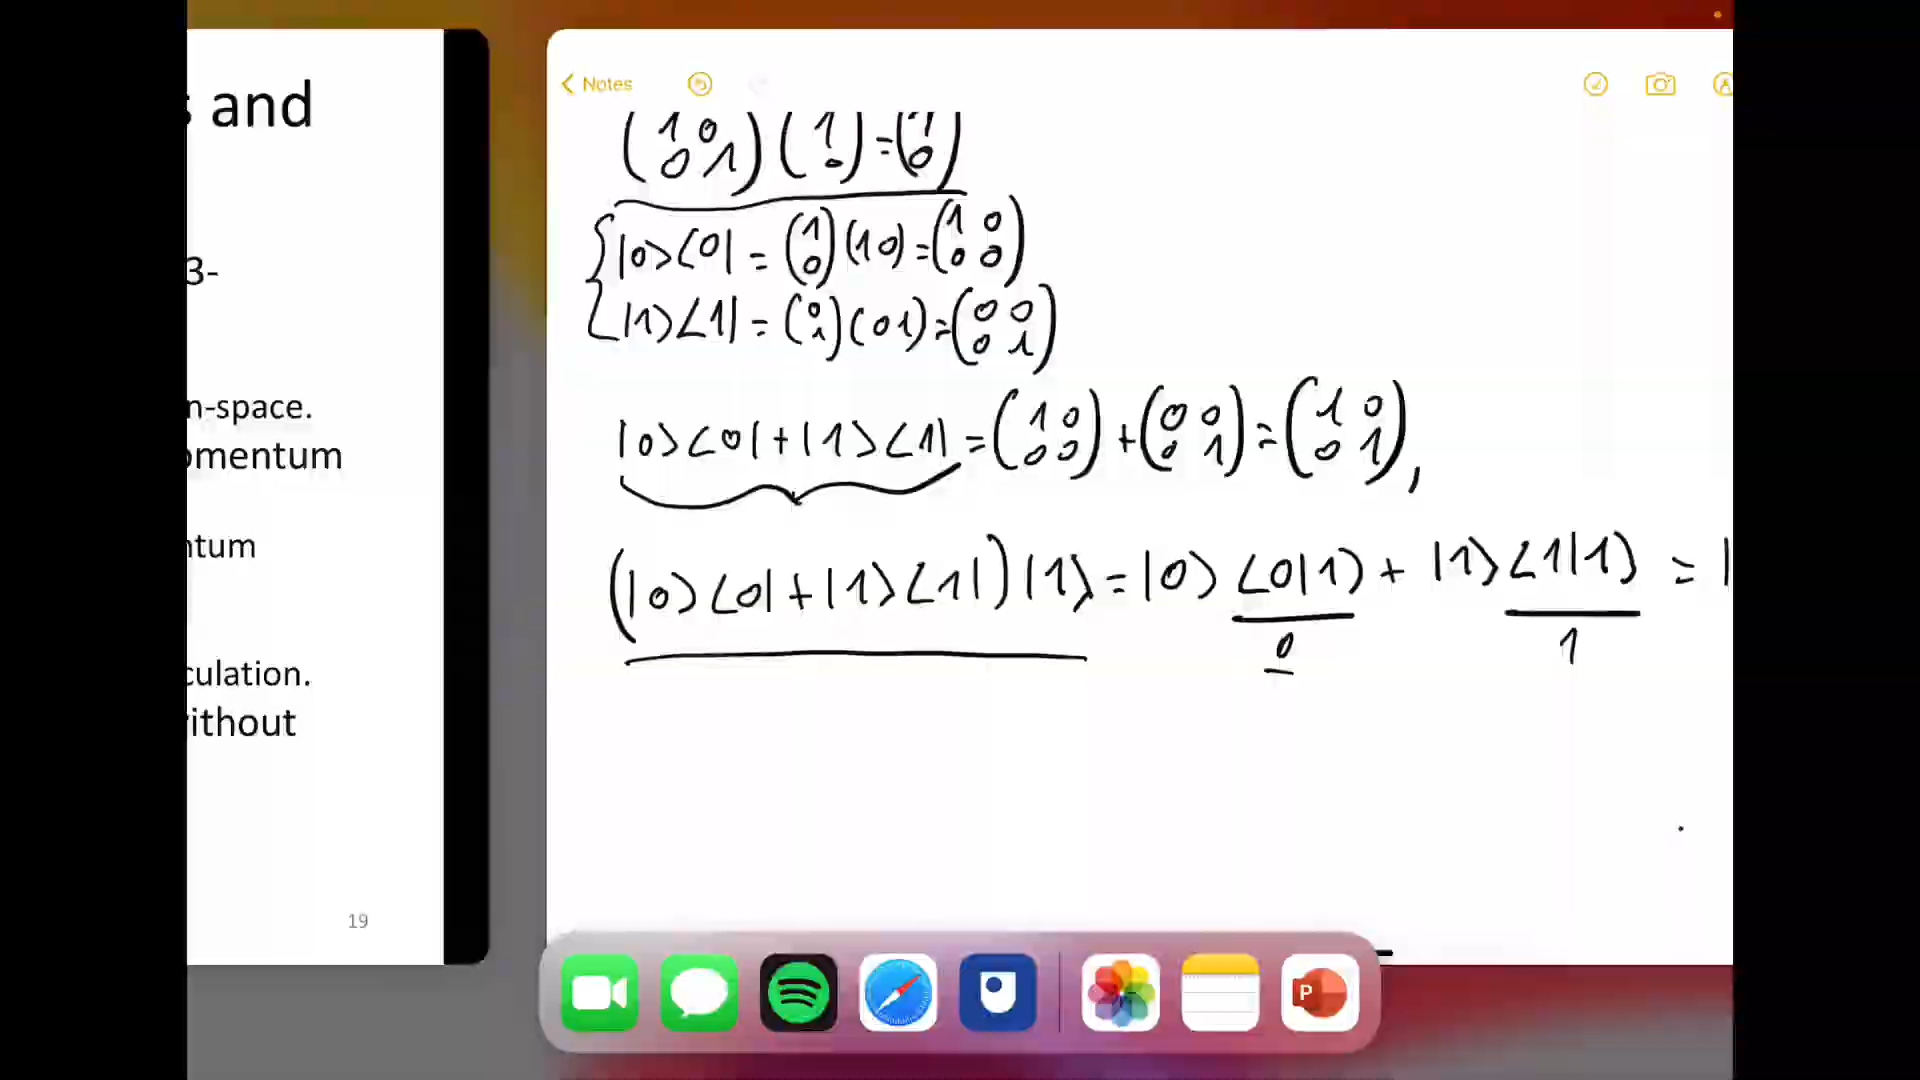 s and
3-
n-space.
omentum
ntum
culation.
ithout
19
Notes
(1 0
0 1) (1
0) = (1
0)
|0><0| = (1
0) (1 0) = (1 0
0 0)
|1><1| = (0
1) (0 1) = (0 0
0 1)
|0><0| + |1><1| = (1 0
0 0) + (0 0
0 1) = (1 0
0 1),
(|0><0| + |1><1|)|1> = |0> <0|1> + |1> <1|1> = |
0
1
P